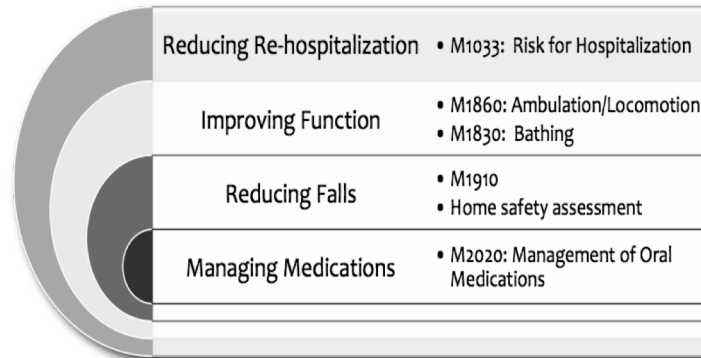 Reducing Re-hospitalization • M1033: Risk for Hospitalization
Improving Function • M1860: Ambulation/Locomotion
• M1830: Bathing
Reducing Falls • M1910
• Home safety assessment
Managing Medications • M2020: Management of Oral
Medications